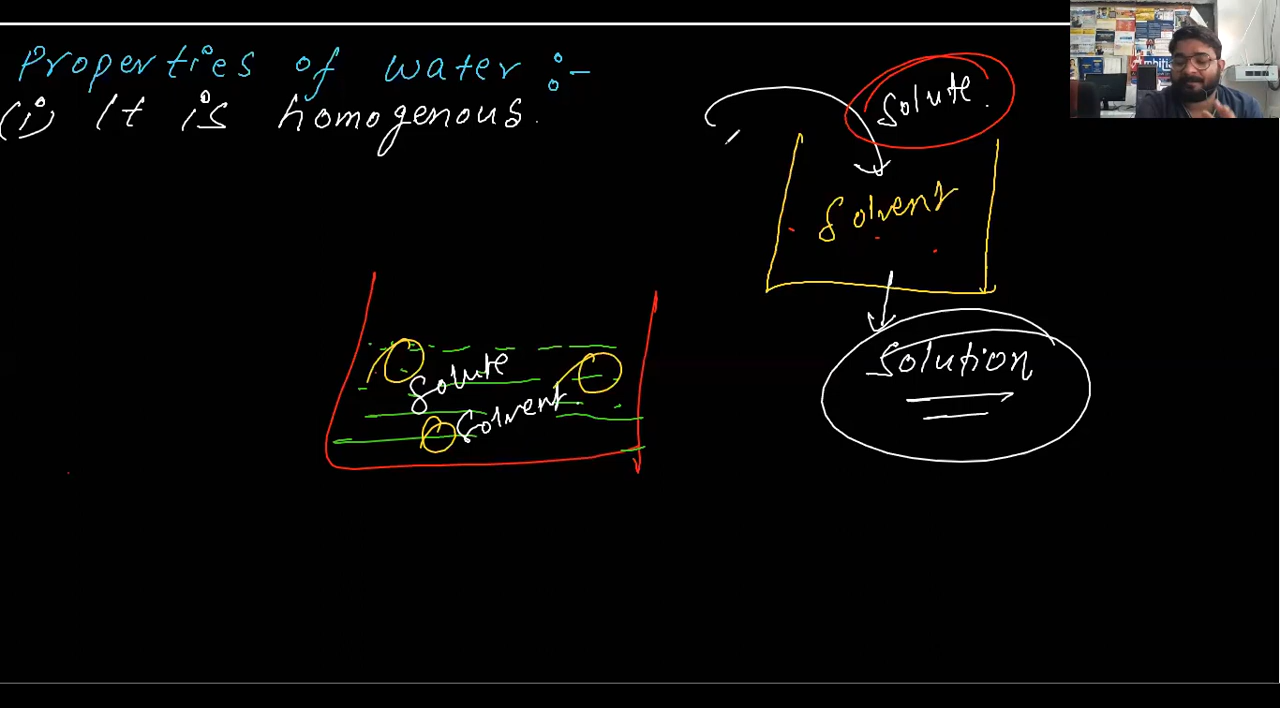 Properties of water :-
(i) It is homogenous.
Solute.
Solvent
Solution
Solute
Solvent.